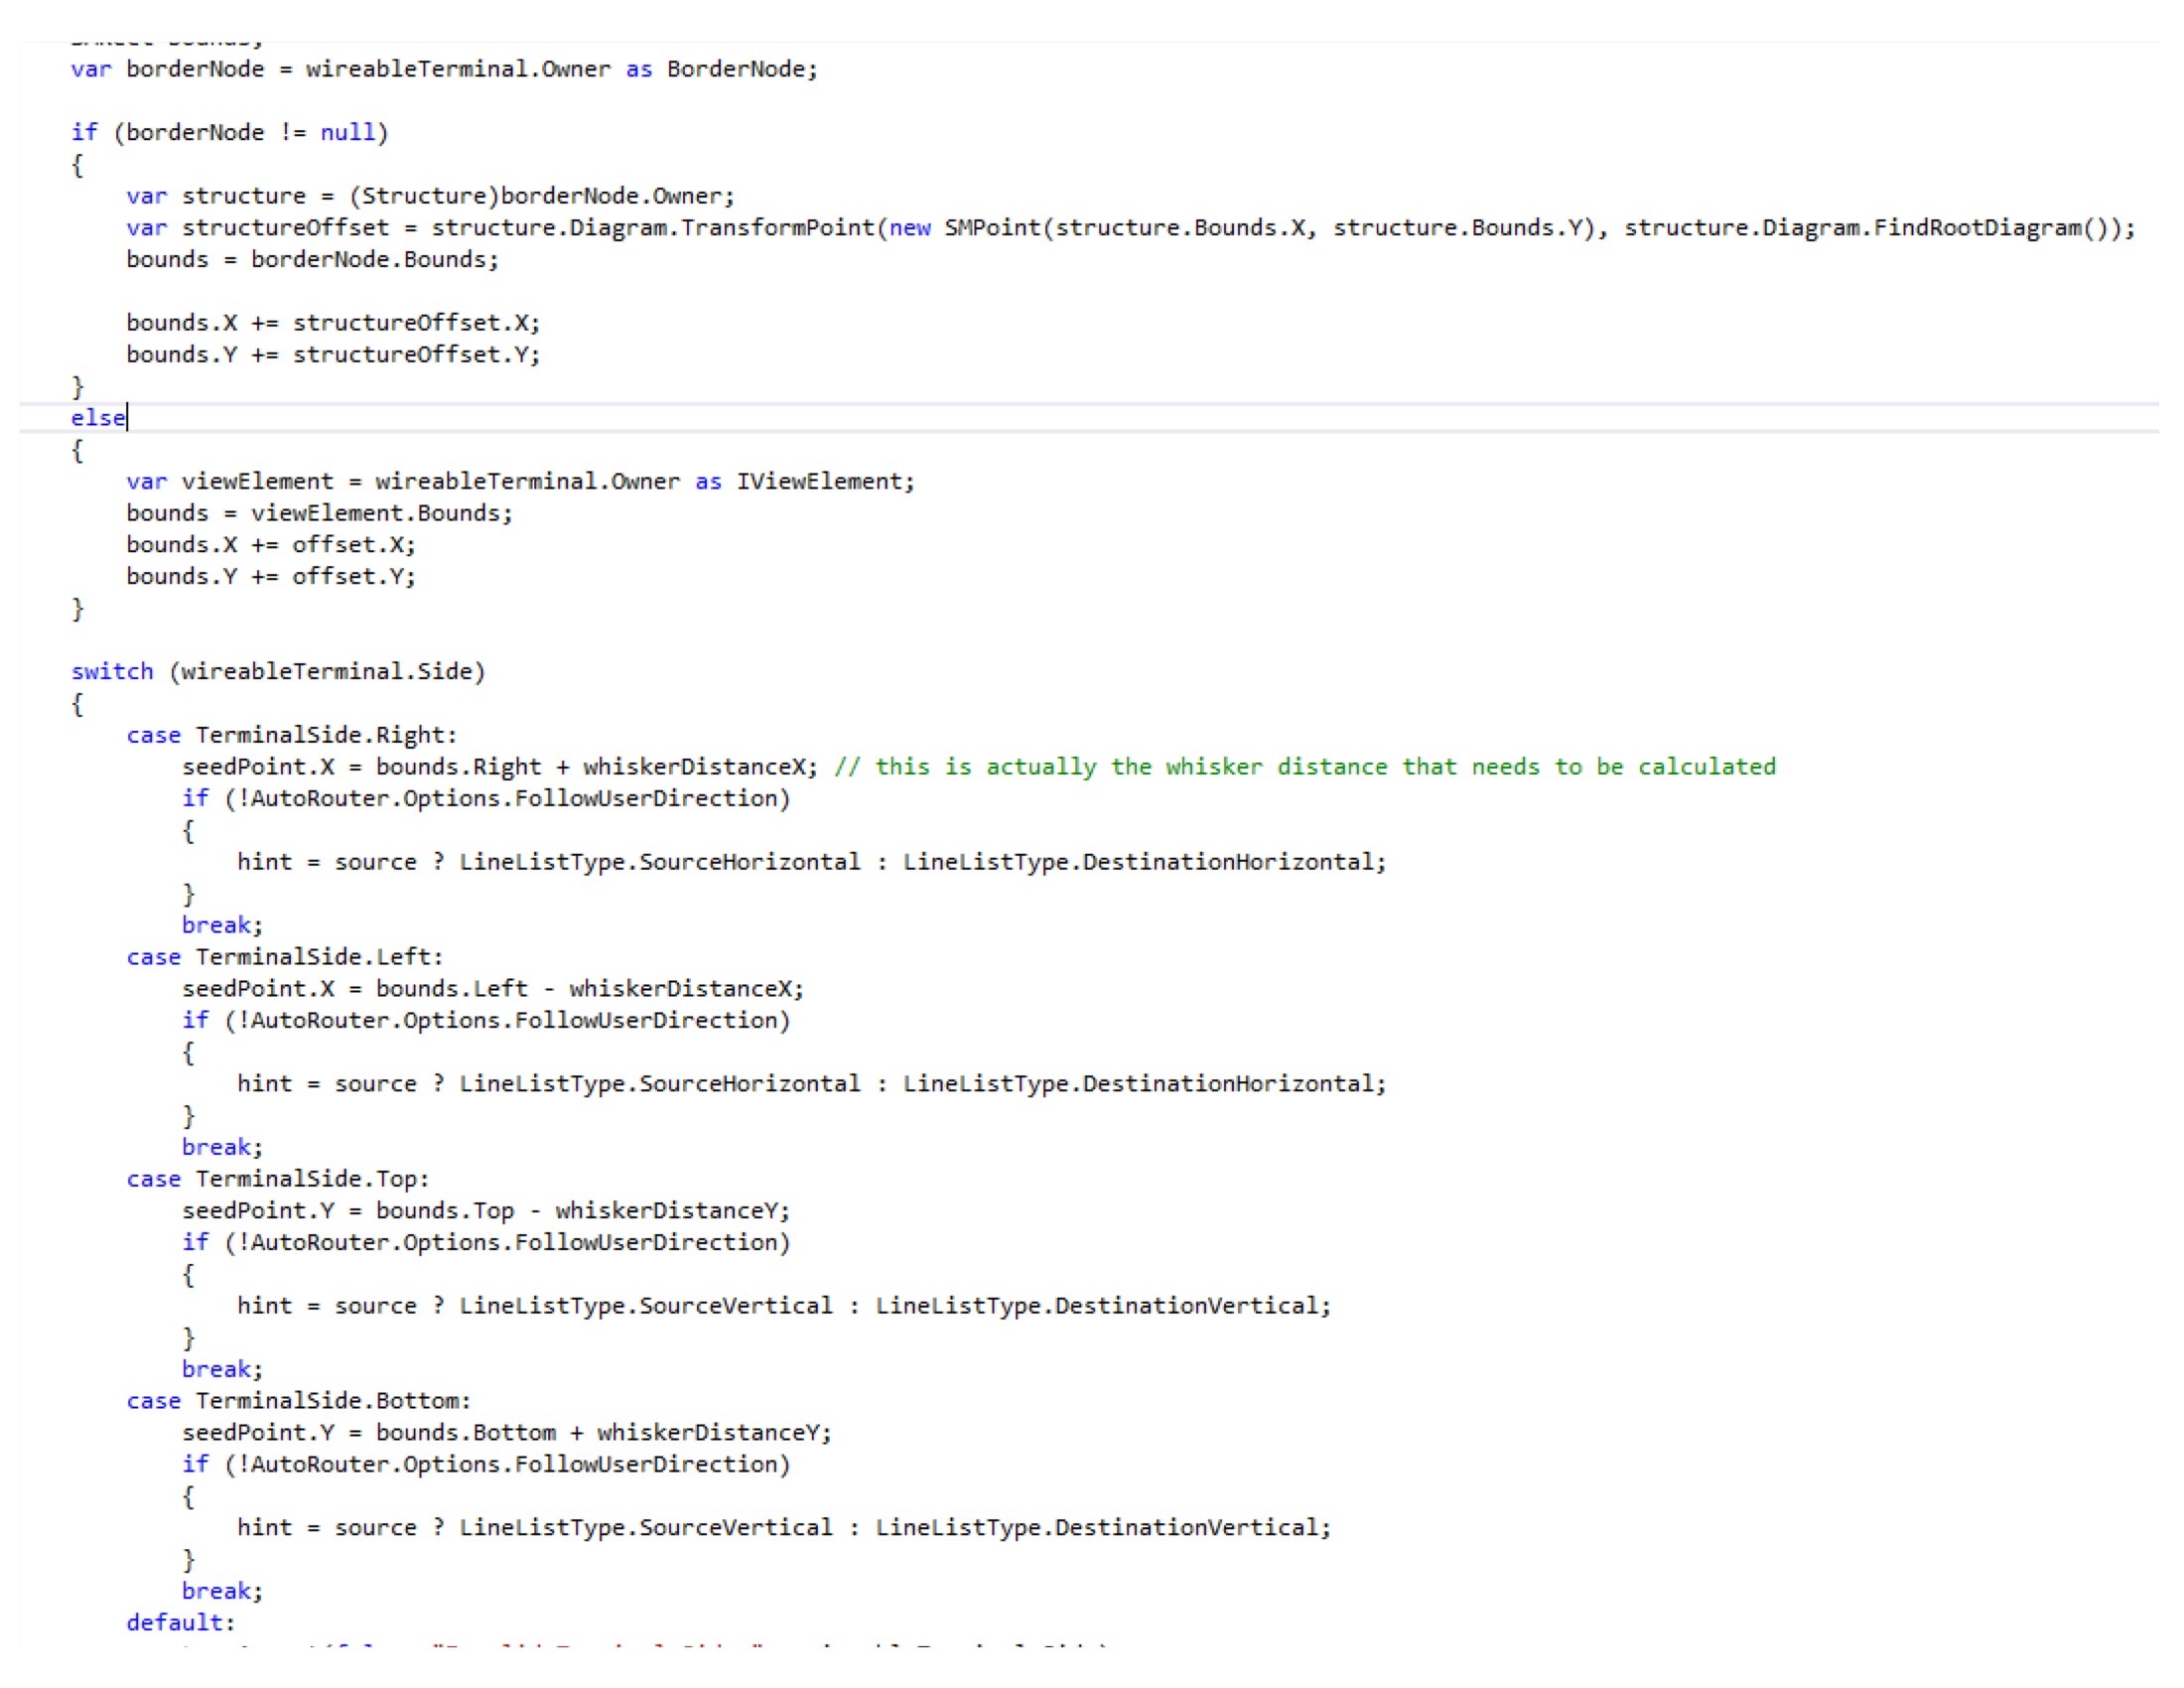 var borderNode = wireableTerminal.Owner as BorderNode;
if (borderNode != null)
{
var structure = (Structure)borderNode.Owner;
var structureOffset = structure.Diagram.TransformPoint(new SMPoint(structure.Bounds.X, structure.Bounds.Y), structure.Diagram.FindRootDiagram());
bounds = borderNode.Bounds;
bounds.X += structureOffset.X;
bounds.Y += structureOffset.Y;
}
else
{
var viewElement = wireableTerminal.Owner as IViewElement;
bounds = viewElement.Bounds;
bounds.X += offset.X;
bounds.Y += offset.Y;
}
switch (wireableTerminal.Side)
{
case TerminalSide.Right:
seedPoint.X = bounds.Right + whiskerDistanceX; // this is actually the whisker distance that needs to be calculated
if (!AutoRouter.Options.FollowUserDirection)
{
hint = source ? LineListType.SourceHorizontal : LineListType.DestinationHorizontal;
}
break;
case TerminalSide.Left:
seedPoint.X = bounds.Left - whiskerDistanceX;
if (!AutoRouter.Options.FollowUserDirection)
{
hint = source ? LineListType.SourceHorizontal : LineListType.DestinationHorizontal;
}
break;
case TerminalSide.Top:
seedPoint.Y = bounds.Top - whiskerDistanceY;
if (!AutoRouter.Options.FollowUserDirection)
{
hint = source ? LineListType.SourceVertical : LineListType.DestinationVertical;
}
break;
case TerminalSide.Bottom:
seedPoint.Y = bounds.Bottom + whiskerDistanceY;
if (!AutoRouter.Options.FollowUserDirection)
{
hint = source ? LineListType.SourceVertical : LineListType.DestinationVertical;
}
break;
default: